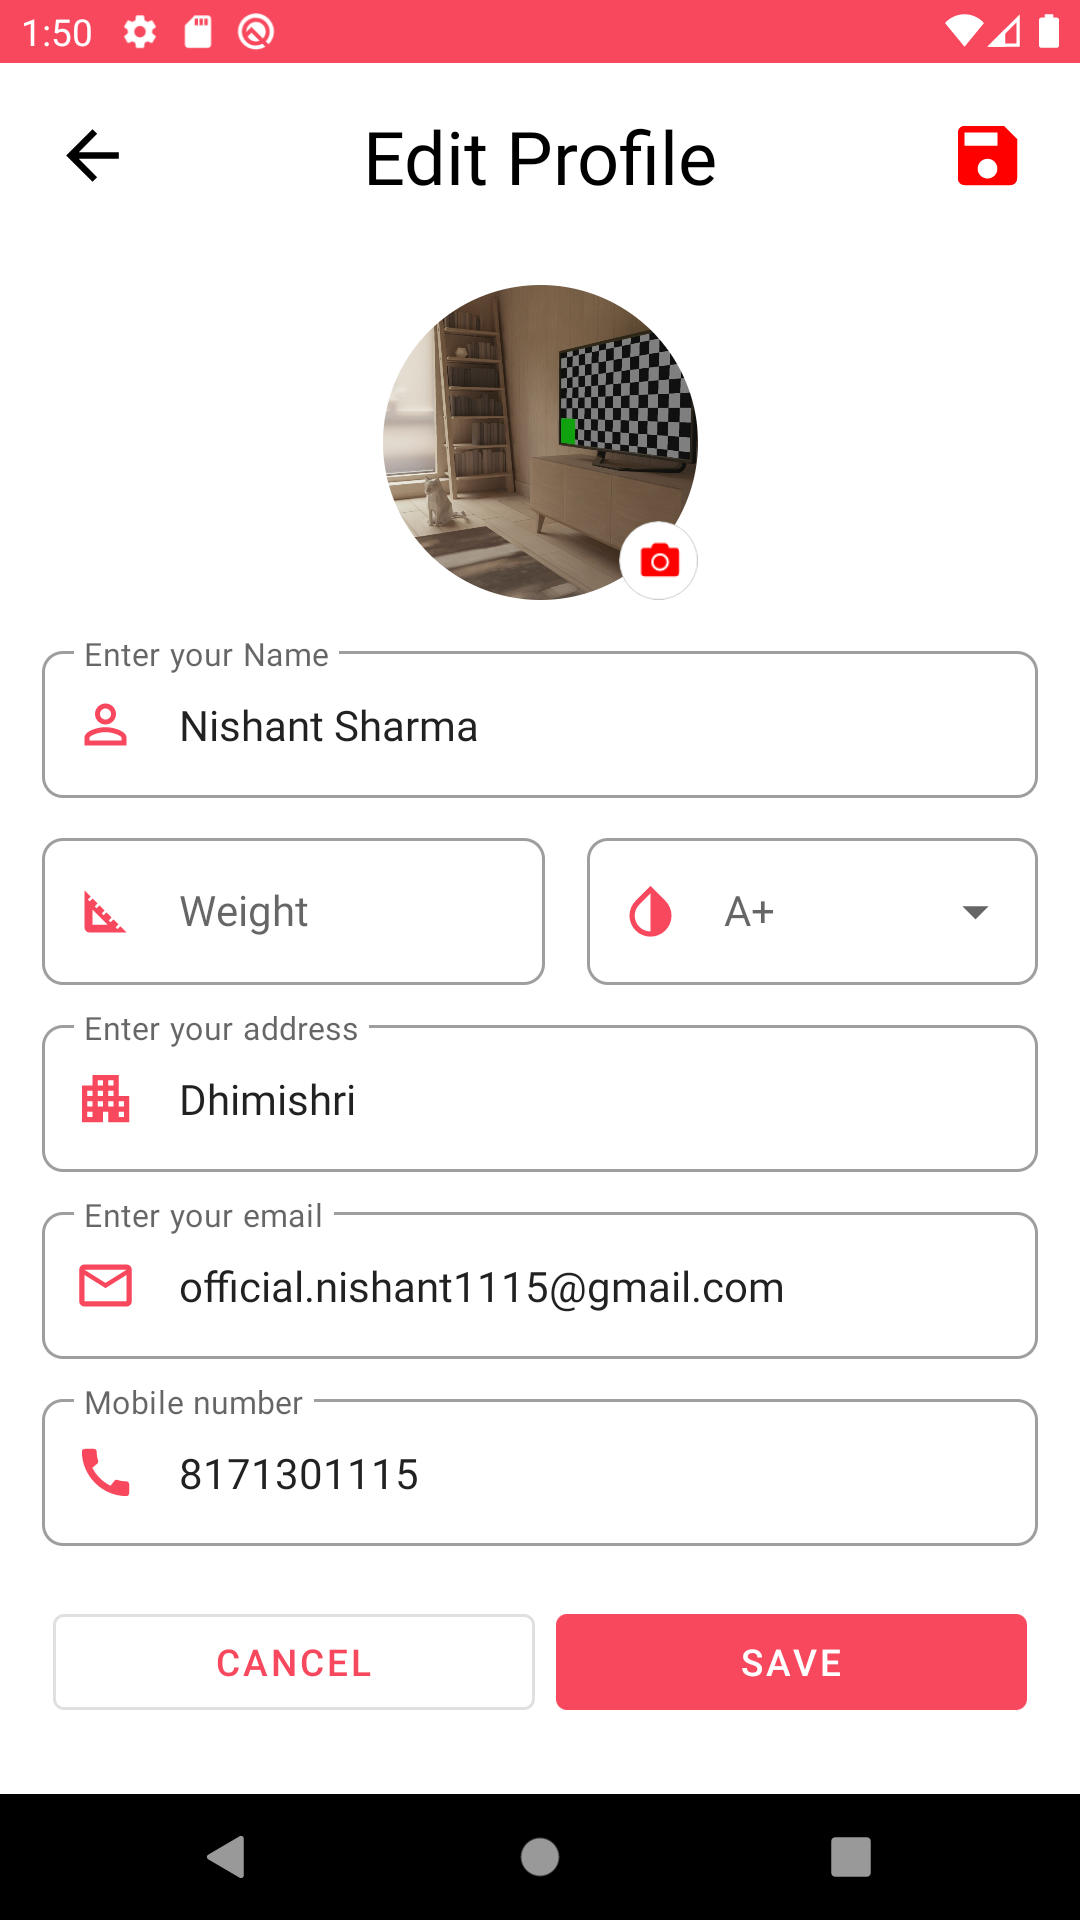 1:50
Edit Profile
Enter your Name
Nishant Sharma
Weight
A+
Enter your address
Dhimishri
Enter your email
official.nishant1115@gmail.com
Mobile number
8171301115
CANCEL
SAVE